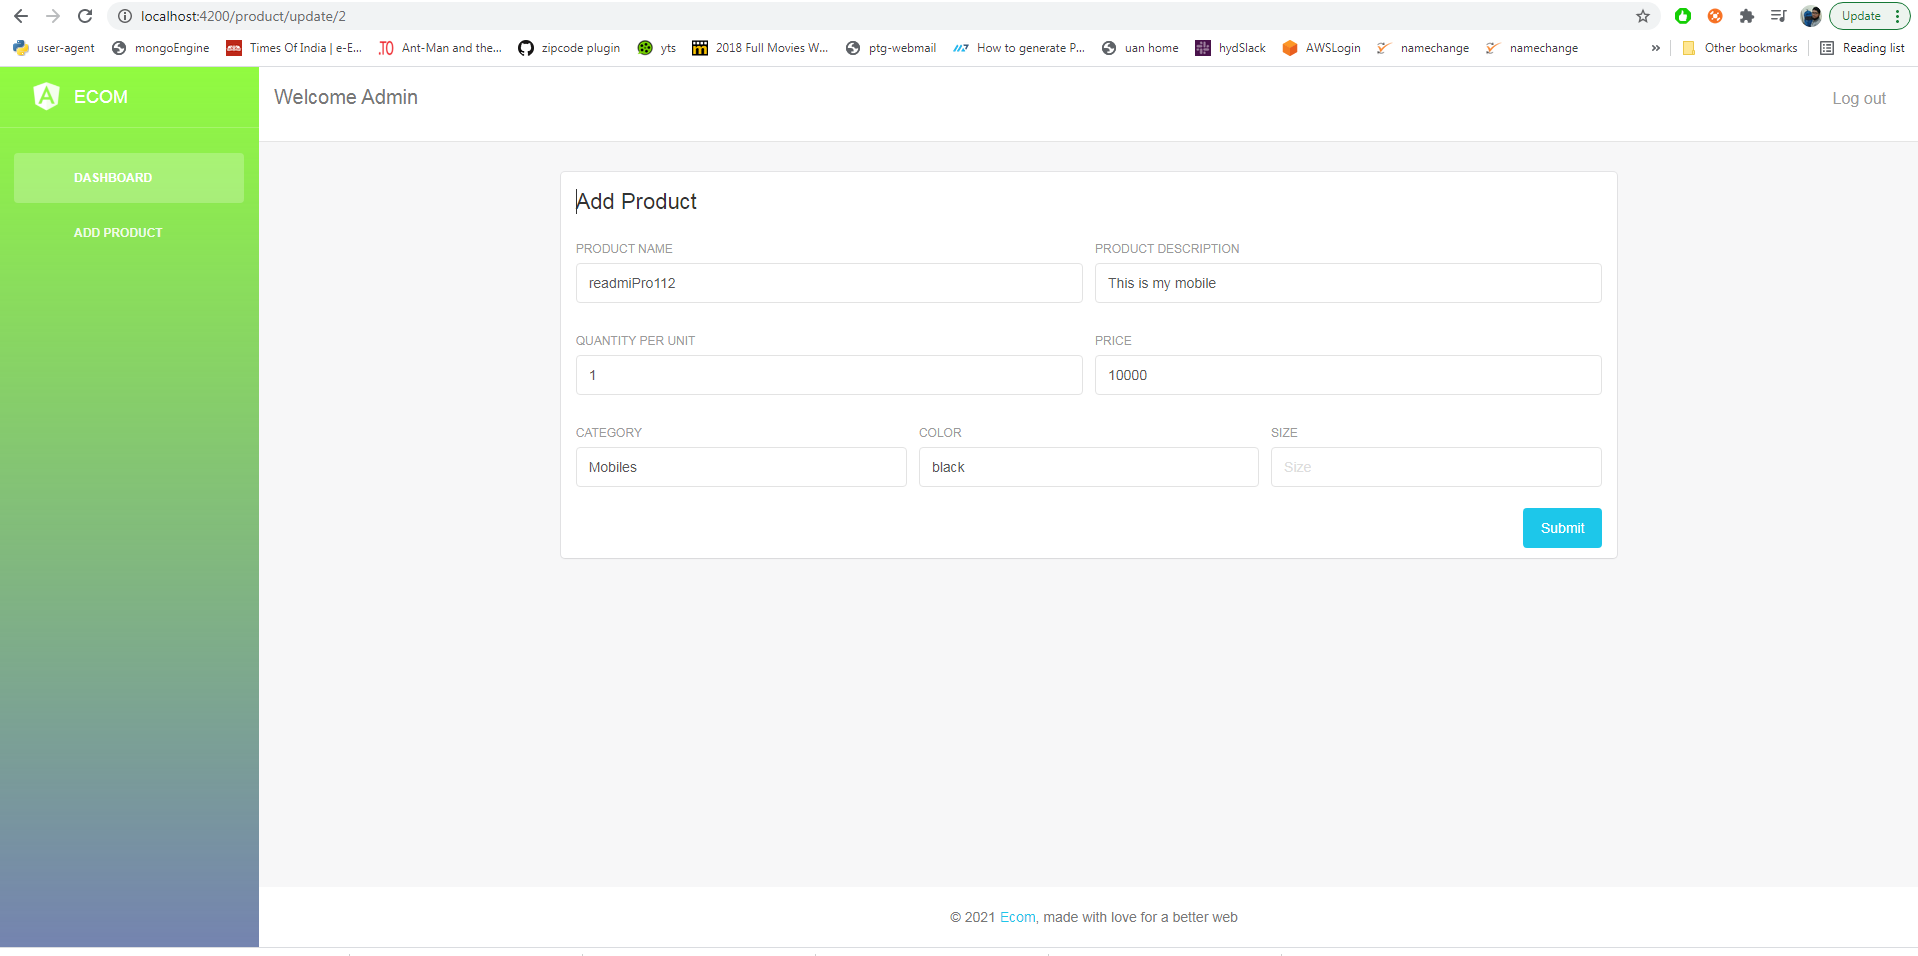 localhost:4200/product/update/2
Update
user-agent mongoEngine Times Of India | e-E... Ant-Man and the... zipcode plugin yts 2018 Full Movies W... ptg-webmail How to generate P... uan home hydSlack AWSLogin namechange namechange » Other bookmarks Reading list
ECOM
Welcome Admin
Log out
DASHBOARD
ADD PRODUCT
Add Product
PRODUCT NAME PRODUCT DESCRIPTION
readmiPro112 This is my mobile
QUANTITY PER UNIT PRICE
1 10000
CATEGORY COLOR SIZE
Mobiles black Size
Submit
© 2021 Ecom, made with love for a better web